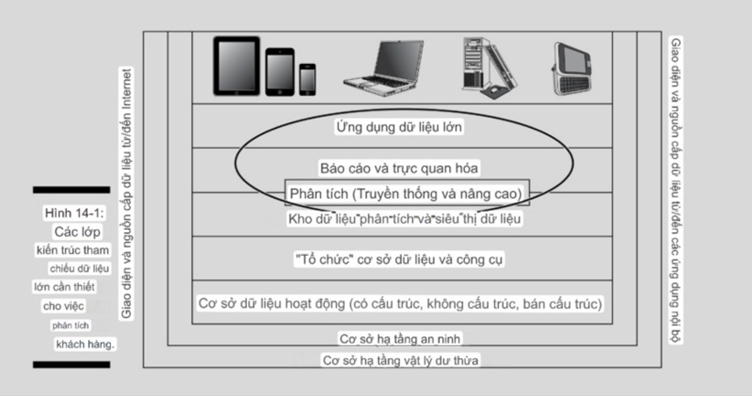 Giao diện và nguồn cấp dữ liệu từ/đến Internet
Hình 14-1:
Các lớp
kiến trúc tham
chiếu dữ liệu
lớn cần thiết
cho việc
phân tích
khách hàng.
Ứng dụng dữ liệu lớn
Báo cáo và trực quan hóa
Phân tích (Truyền thống và nâng cao)
Kho dữ liệu phân tích và siêu thị dữ liệu
"Tổ chức" cơ sở dữ liệu và công cụ
Cơ sở dữ liệu hoạt động (có cấu trúc, không cấu trúc, bán cấu trúc)
Cơ sở hạ tầng an ninh
Cơ sở hạ tầng vật lý dư thừa
Giao diện và nguồn cấp dữ liệu từ/đến các ứng dụng nội bộ